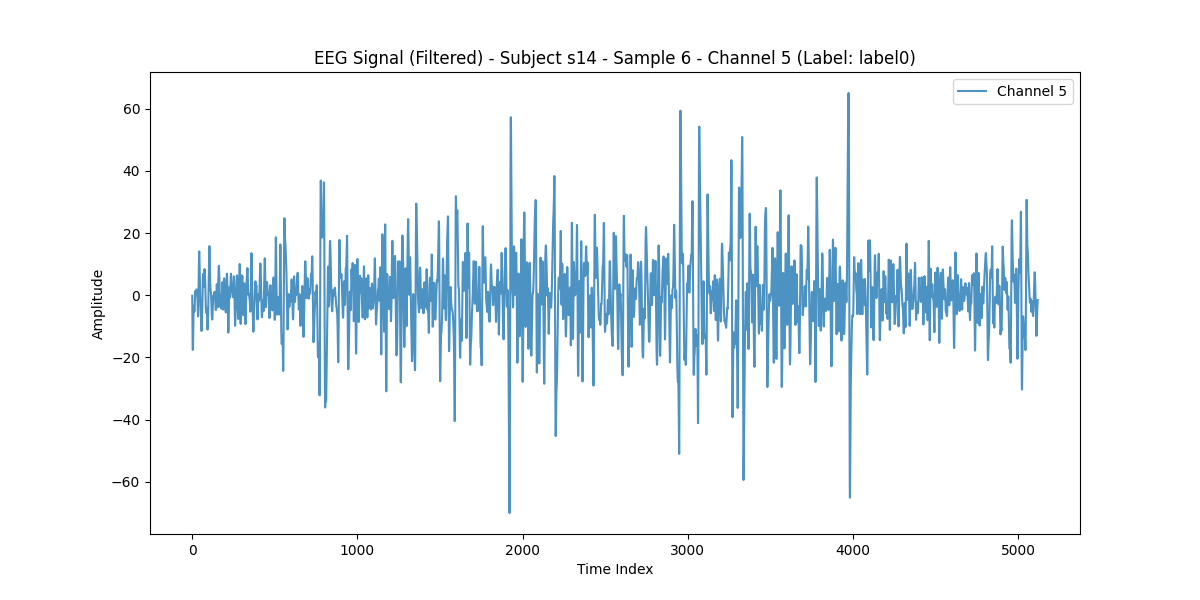 EEG Signal (Filtered) - Subject s14 - Sample 6 - Channel 5 (Label: label0)
Channel 5
60
40
20
0
−20
−40
−60
Amplitude
0 1000 2000 3000 4000 5000
Time Index